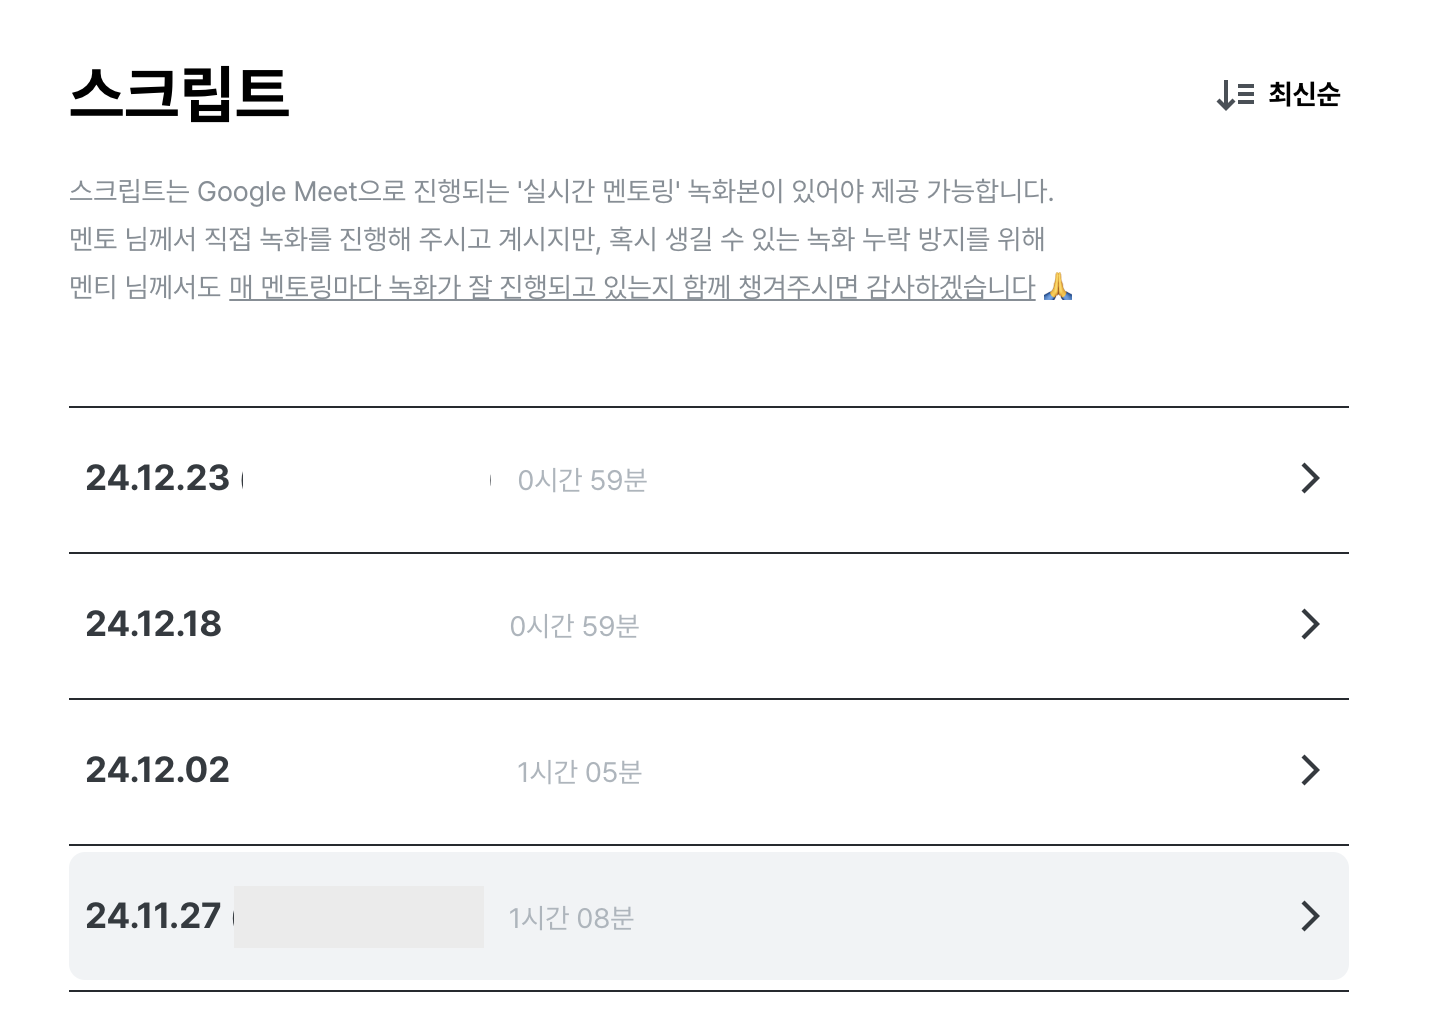 스크립트
최신순
스크립트는 Google Meet으로 진행되는 '실시간 멘토링' 녹화본이 있어야 제공 가능합니다.
멘토 님께서 직접 녹화를 진행해 주시고 계시지만, 혹시 생길 수 있는 녹화 누락 방지를 위해
멘티 님께서도 매 멘토링마다 녹화가 잘 진행되고 있는지 함께 챙겨주시면 감사하겠습니다 🙏
24.12.23 0시간 59분
24.12.18 0시간 59분
24.12.02 1시간 05분
24.11.27 1시간 08분